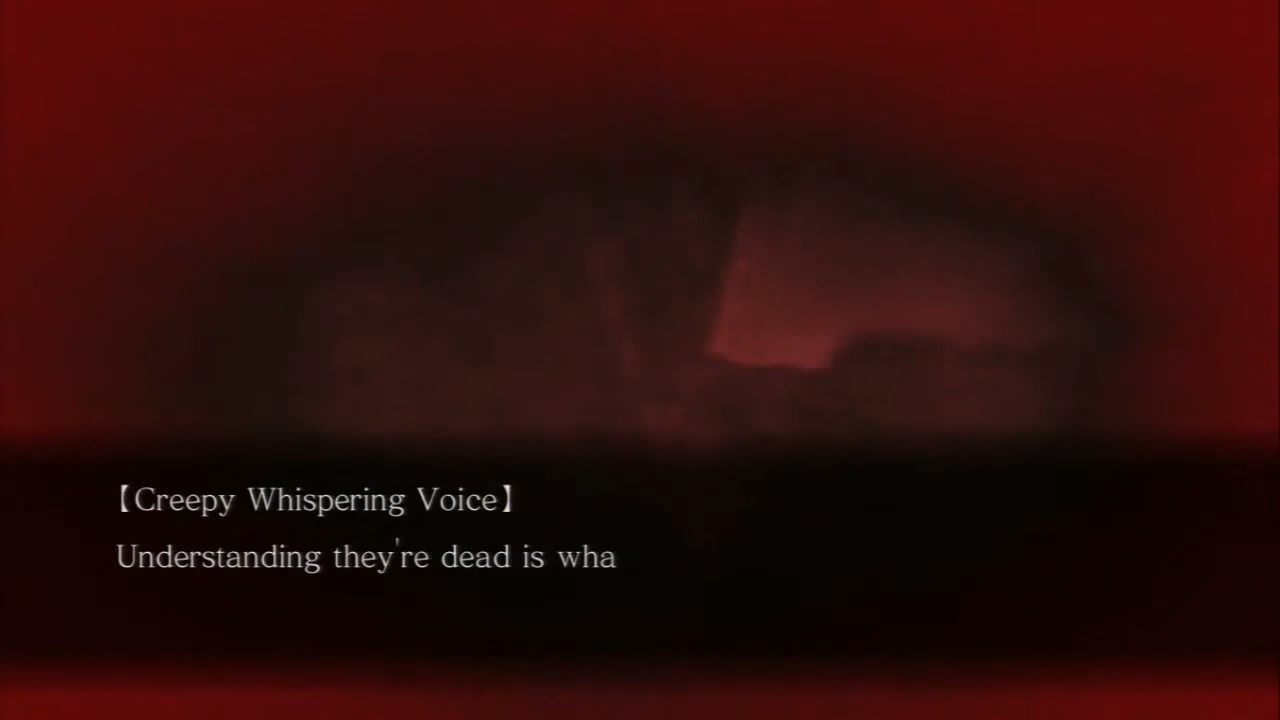 【Creepy Whispering Voice】
Understanding they're dead is wha